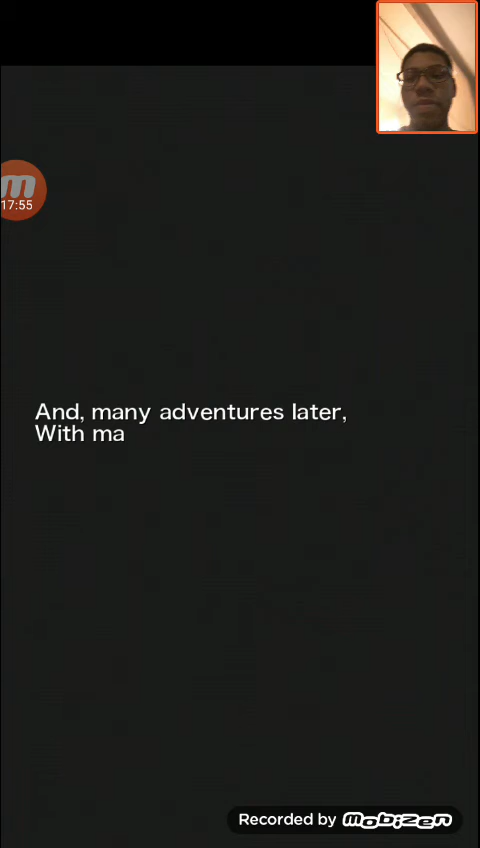 17:55
And, many adventures later,
With ma
Recorded by mobizen